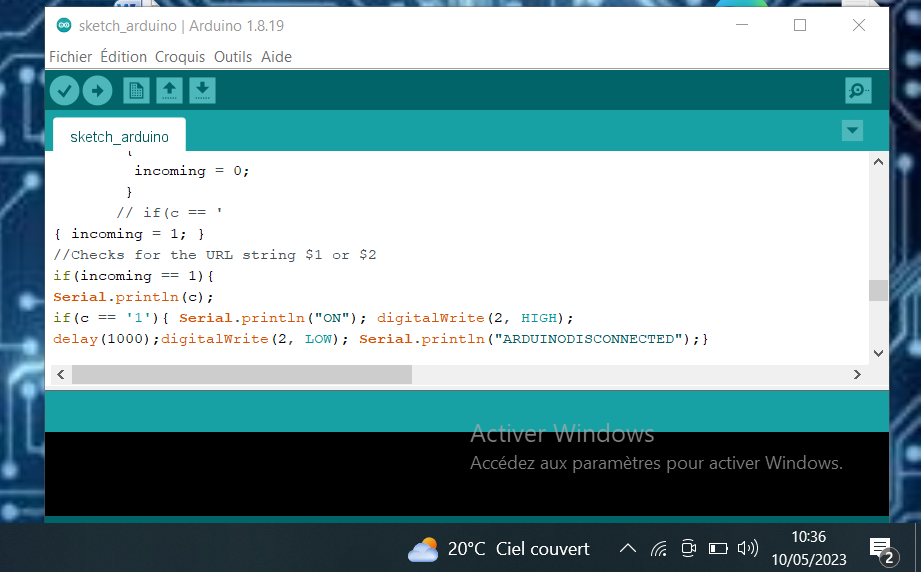 sketch_arduino | Arduino 1.8.19
Fichier Édition Croquis Outils Aide
sketch_arduino
{
incoming = 0;
}
// if(c == '
{ incoming = 1; }
//Checks for the URL string $1 or $2
if(incoming == 1){
Serial.println(c);
if(c == '1'){ Serial.println("ON"); digitalWrite(2, HIGH);
delay(1000);digitalWrite(2, LOW); Serial.println("ARDUINODISCONNECTED");}
Activer Windows
Accédez aux paramètres pour activer Windows.
20°C Ciel couvert
10:36
10/05/2023
2